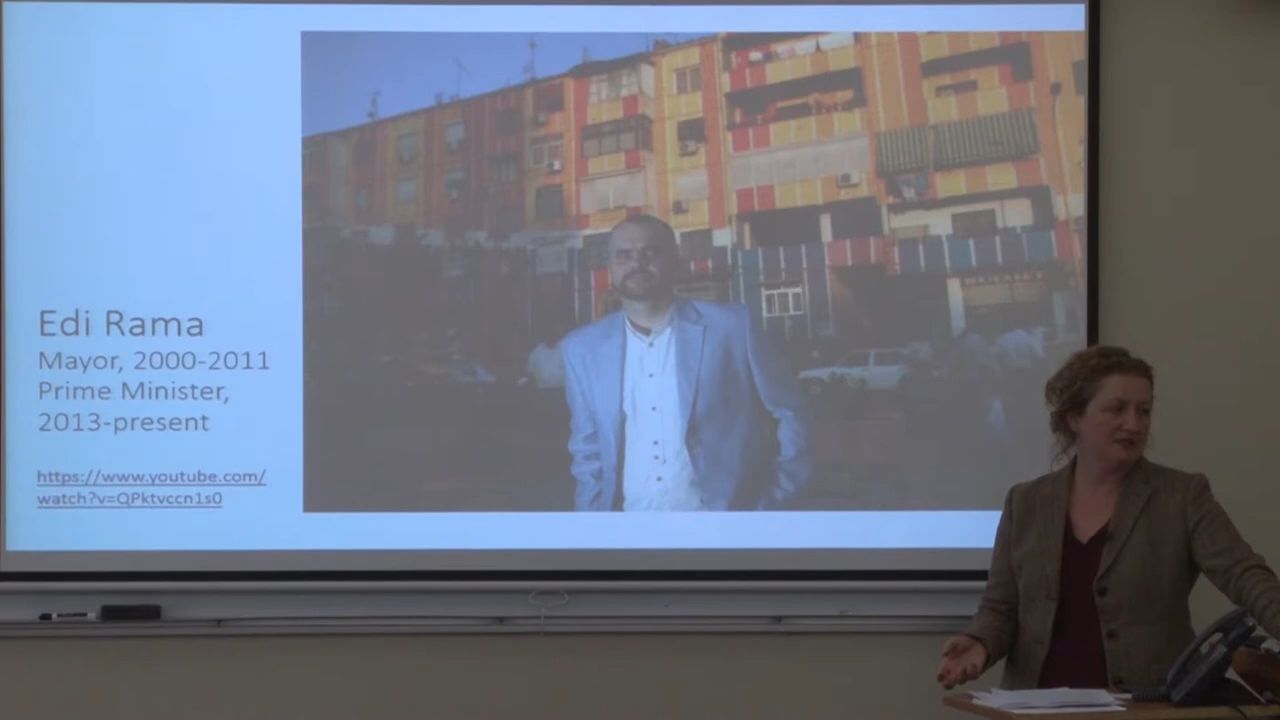 Edi Rama
Mayor, 2000-2011
Prime Minister,
2013-present
https://www.youtube.com/
watch?v=QPktvccn1s0